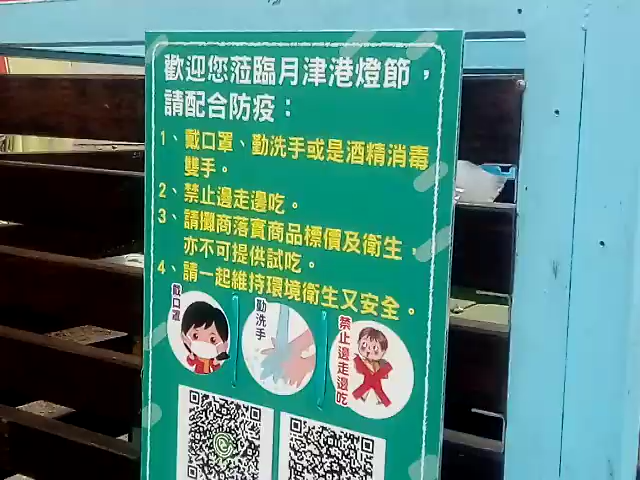 歡迎您蒞臨月津港燈節，
請配合防疫：
1、戴口罩、勤洗手或是酒精消毒
雙手。
2、禁止邊走邊吃。
3、請攤商落實商品標價及衛生，
亦不可提供試吃。
4、請一起維持環境衛生又安全。
戴口罩
勤洗手
禁止邊走邊吃